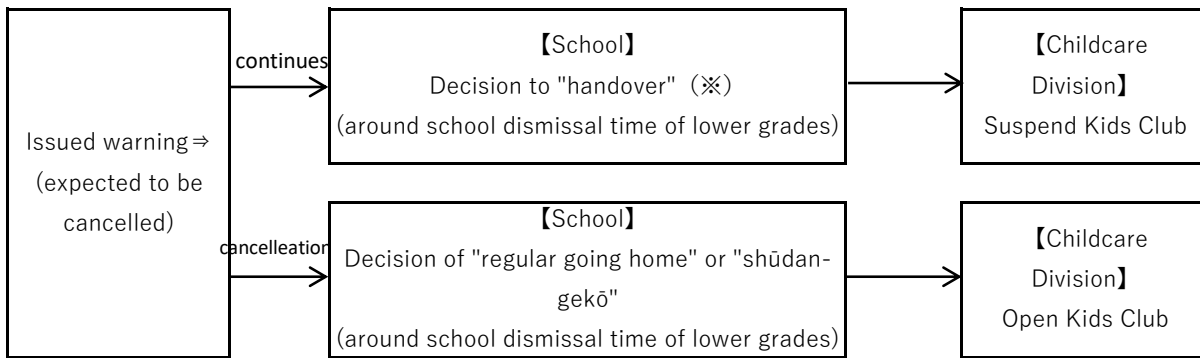 Issued warning⇒
(expected to be
cancelled)
continues
【School】
Decision to "handover"（※）
(around school dismissal time of lower grades)
【Childcare
Division】
Suspend Kids Club
cancelleation
【School】
Decision of "regular going home" or "shūdan-
gekō"
(around school dismissal time of lower grades)
【Childcare
Division】
Open Kids Club